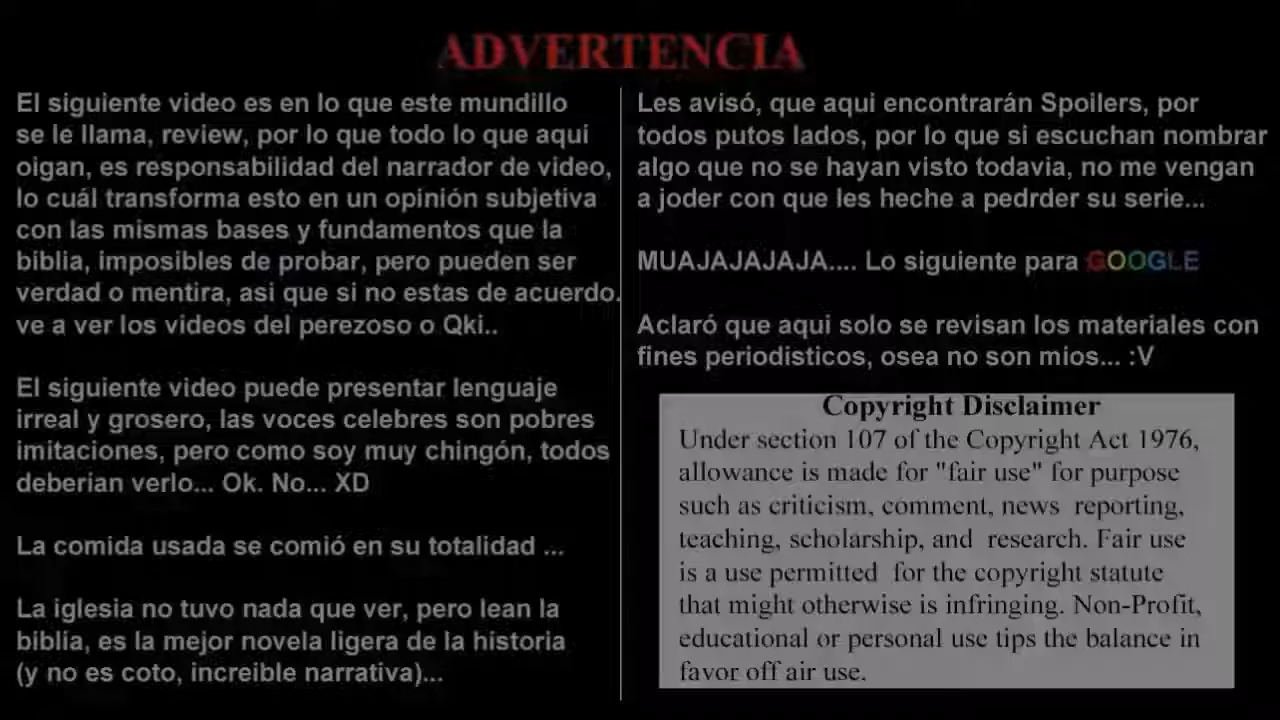 ADVERTENCIA
El siguiente video es en lo que este mundillo
se le llama, review, por lo que todo lo que aqui
oigan, es responsabilidad del narrador de video,
lo cuál transforma esto en un opinión subjetiva
con las mismas bases y fundamentos que la
biblia, imposibles de probar, pero pueden ser
verdad o mentira, asi que si no estas de acuerdo.
ve a ver los videos del perezoso o Qki..
El siguiente video puede presentar lenguaje
irreal y grosero, las voces celebres son pobres
imitaciones, pero como soy muy chingón, todos
deberian verlo... Ok. No... XD
La comida usada se comió en su totalidad ...
La iglesia no tuvo nada que ver, pero lean la
biblia, es la mejor novela ligera de la historia
(y no es coto, increible narrativa)...
Les avisó, que aqui encontrarán Spoilers, por
todos putos lados, por lo que si escuchan nombrar
algo que no se hayan visto todavia, no me vengan
a joder con que les heche a pedrder su serie...
MUAJAJAJAJA.... Lo siguiente para GOOGLE
Aclaró que aqui solo se revisan los materiales con
fines periodisticos, osea no son mios... :V
Copyright Disclaimer
Under section 107 of the Copyright Act 1976,
allowance is made for "fair use" for purpose
such as criticism, comment, news reporting,
teaching, scholarship, and research. Fair use
is a use permitted for the copyright statute
that might otherwise is infringing. Non-Profit,
educational or personal use tips the balance in
favor off air use.